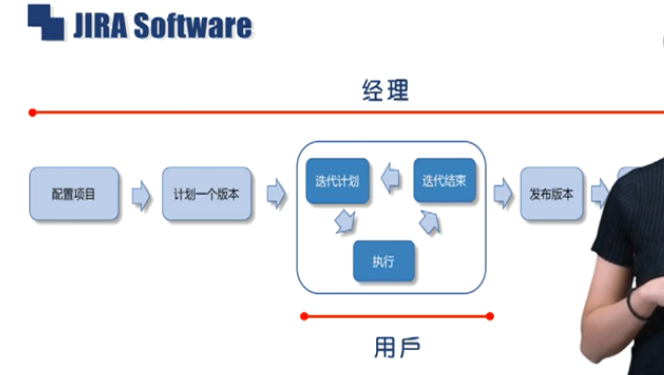 JIRA Software
经理
配置项目
计划一个版本
迭代计划
迭代结束
执行
发布版本
用戶